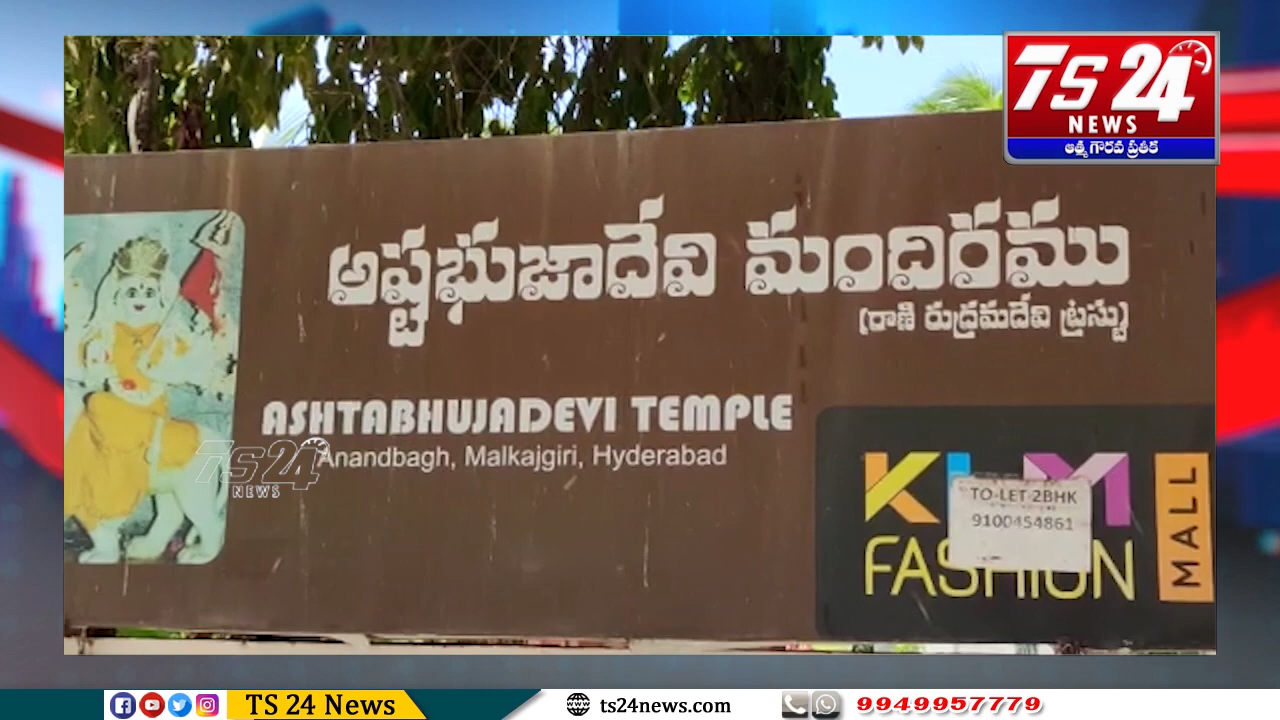 TS 24
NEWS
ఆత్మ గౌరవ ప్రతీక
అష్టభుజాదేవి మందిరము
(రాణి రుద్రమదేవి ట్రస్టు)
ASHTABHUJADEVI TEMPLE
Anandbagh, Malkajgiri, Hyderabad
TS 24
NEWS
KLM
FASHION
MALL
TO-LET 2BHK
9100454861
TS 24 News
ts24news.com
9949957779